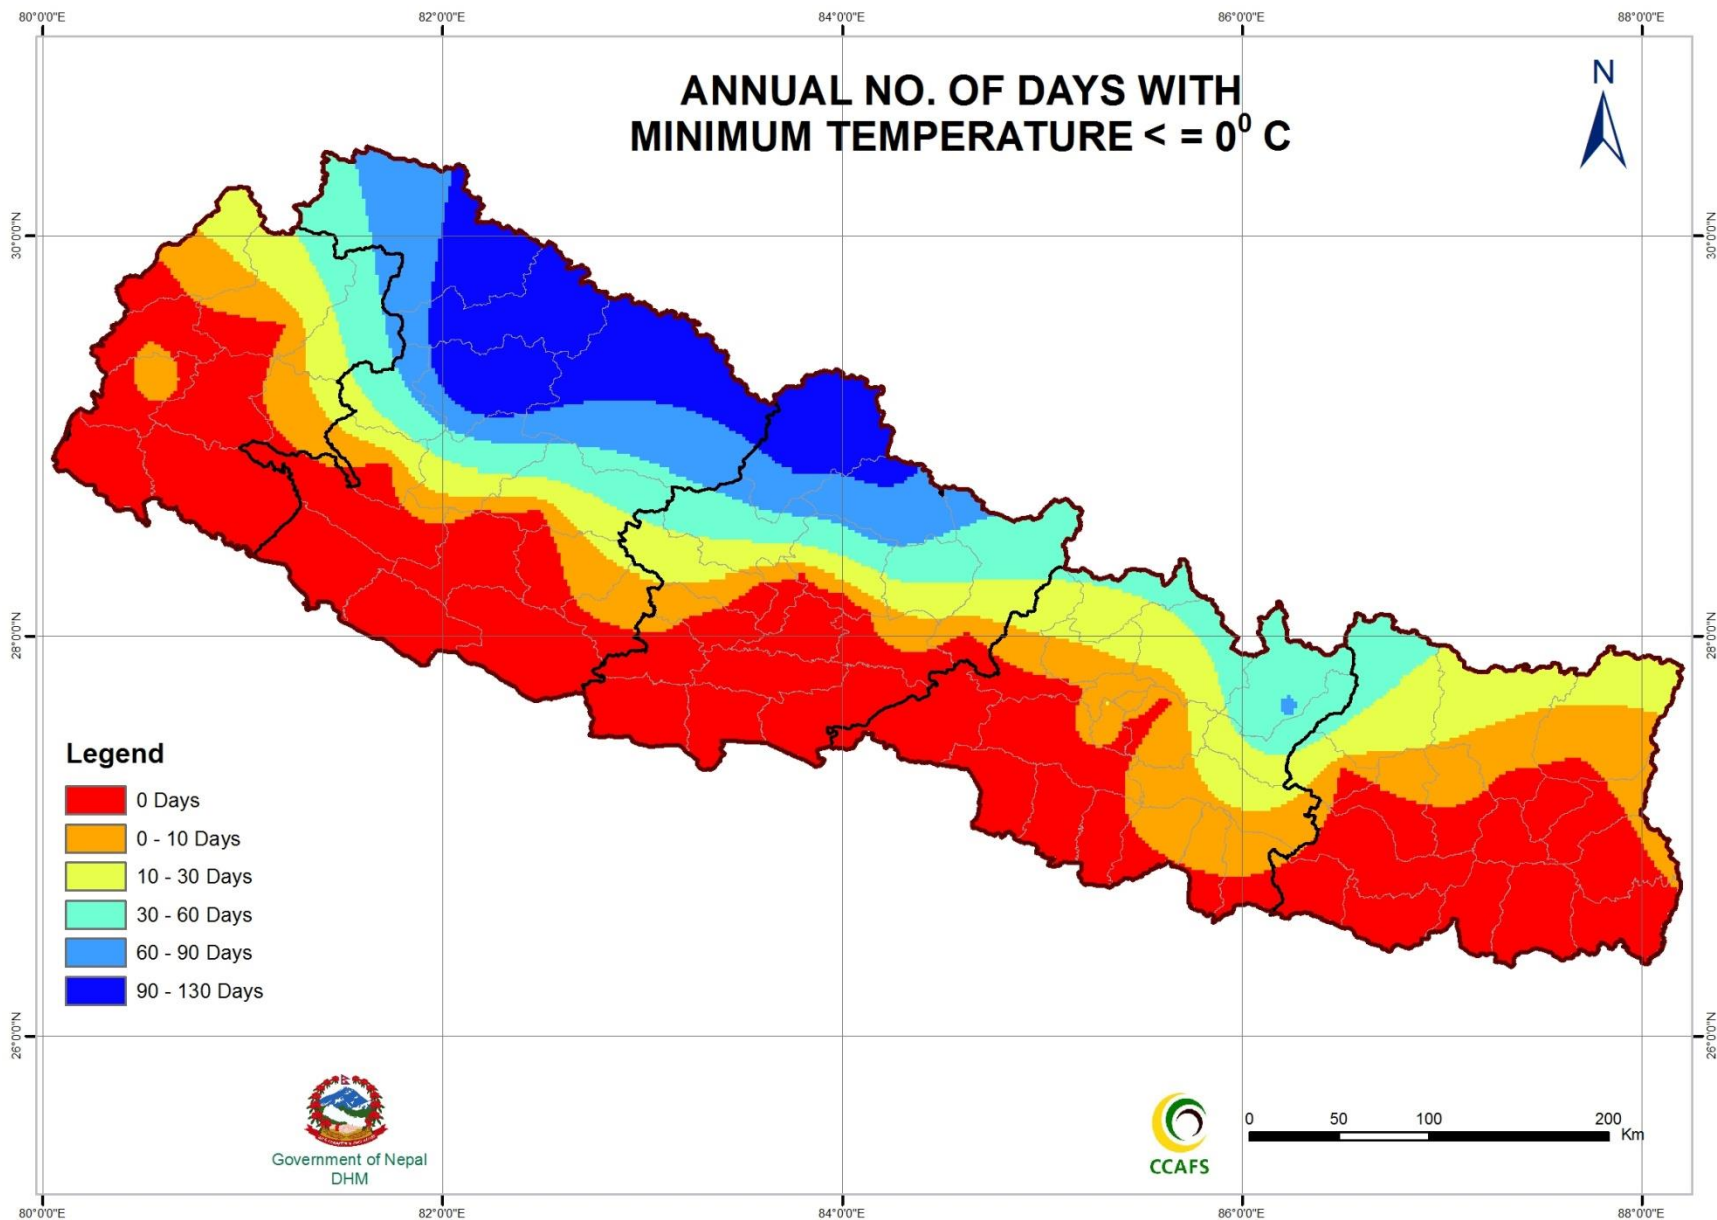 80°0'0"E 82°0'0"E 84°0'0"E 86°0'0"E 88°0'0"E
ANNUAL NO. OF DAYS WITH
MINIMUM TEMPERATURE < = 0⁰ C
N
30°0'0"N 30°0'0"N
28°0'0"N 28°0'0"N
Legend
0 Days
0 - 10 Days
10 - 30 Days
30 - 60 Days
60 - 90 Days
90 - 130 Days
26°0'0"N 26°0'0"N
Government of Nepal
DHM
CCAFS
0 50 100 200
Km
80°0'0"E 82°0'0"E 84°0'0"E 86°0'0"E 88°0'0"E